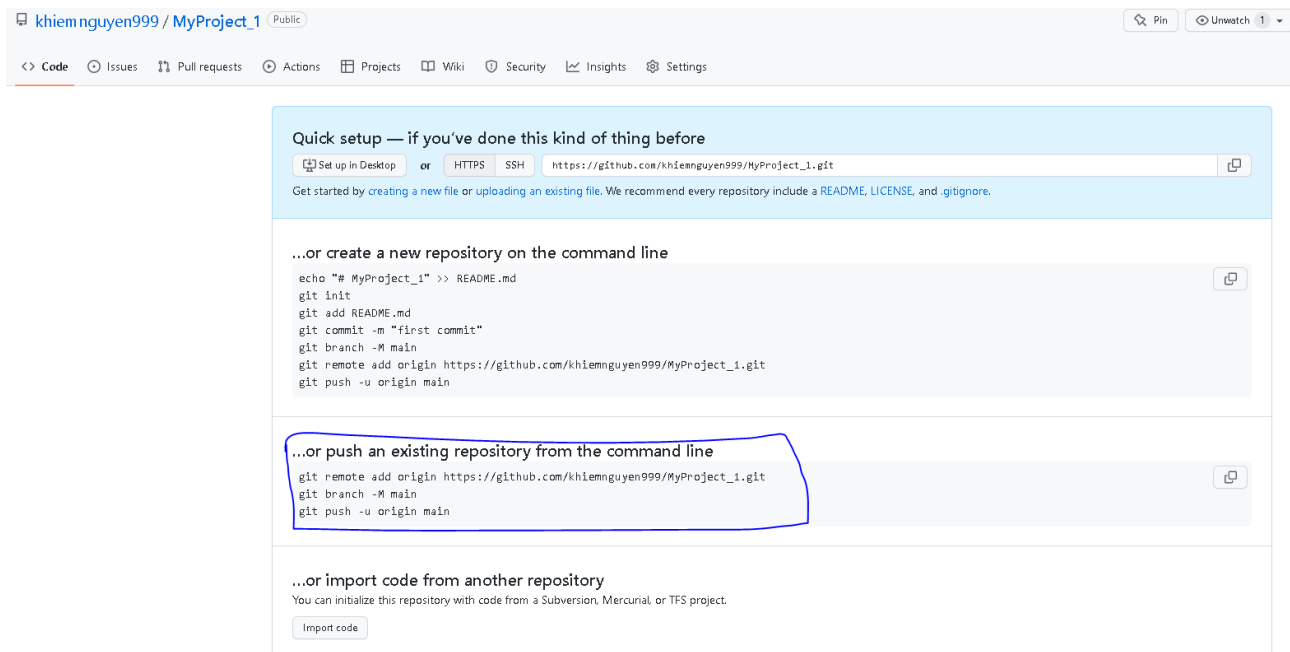 khiemnguyen999 / MyProject_1 Public Pin Unwatch 1
Code Issues Pull requests Actions Projects Wiki Security Insights Settings
Quick setup — if you've done this kind of thing before
Set up in Desktop or HTTPS SSH https://github.com/khiemnguyen999/MyProject_1.git
Get started by creating a new file or uploading an existing file. We recommend every repository include a README, LICENSE, and .gitignore.
...or create a new repository on the command line
echo "# MyProject_1" >> README.md
git init
git add README.md
git commit -m "first commit"
git branch -M main
git remote add origin https://github.com/khiemnguyen999/MyProject_1.git
git push -u origin main
...or push an existing repository from the command line
git remote add origin https://github.com/khiemnguyen999/MyProject_1.git
git branch -M main
git push -u origin main
...or import code from another repository
You can initialize this repository with code from a Subversion, Mercurial, or TFS project.
Import code